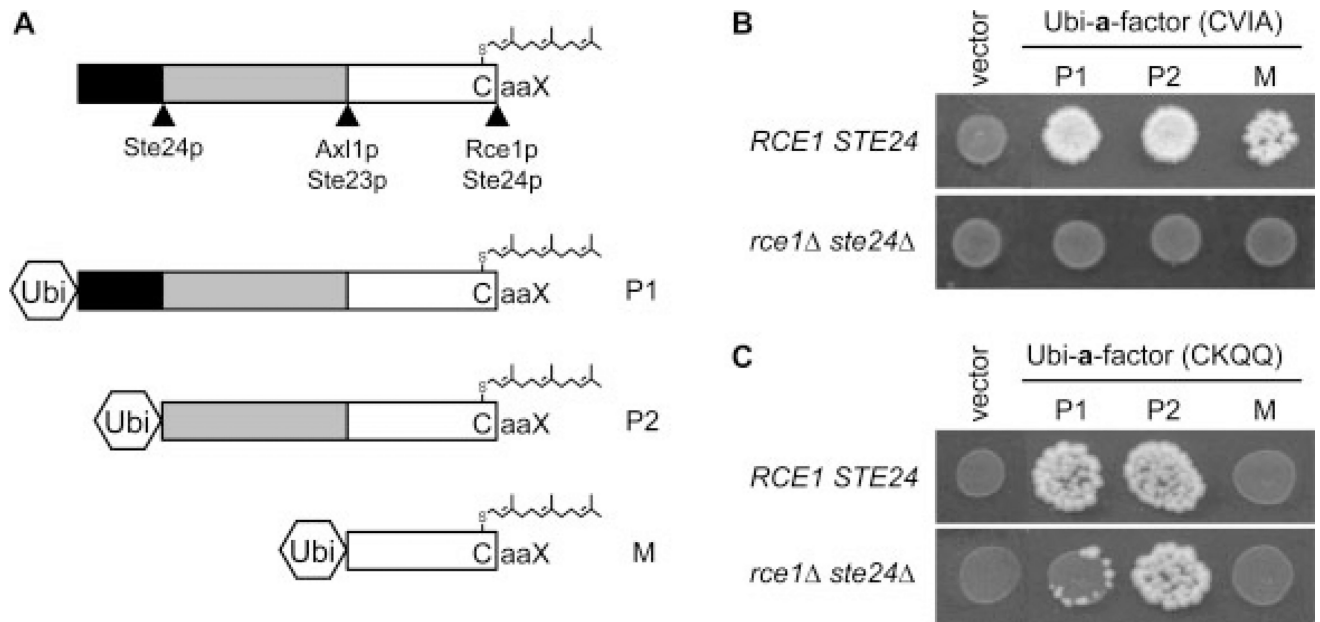 A
S
C aaX
Ste24p
Axl1p
Ste23p
Rce1p
Ste24p
S
Ubi
C aaX
P1
S
Ubi
C aaX
P2
S
Ubi
C aaX
M
B
vector
Ubi-a-factor (CVIA)
P1 P2 M
RCE1 STE24
rce1Δ ste24Δ
C
vector
Ubi-a-factor (CKQQ)
P1 P2 M
RCE1 STE24
rce1Δ ste24Δ